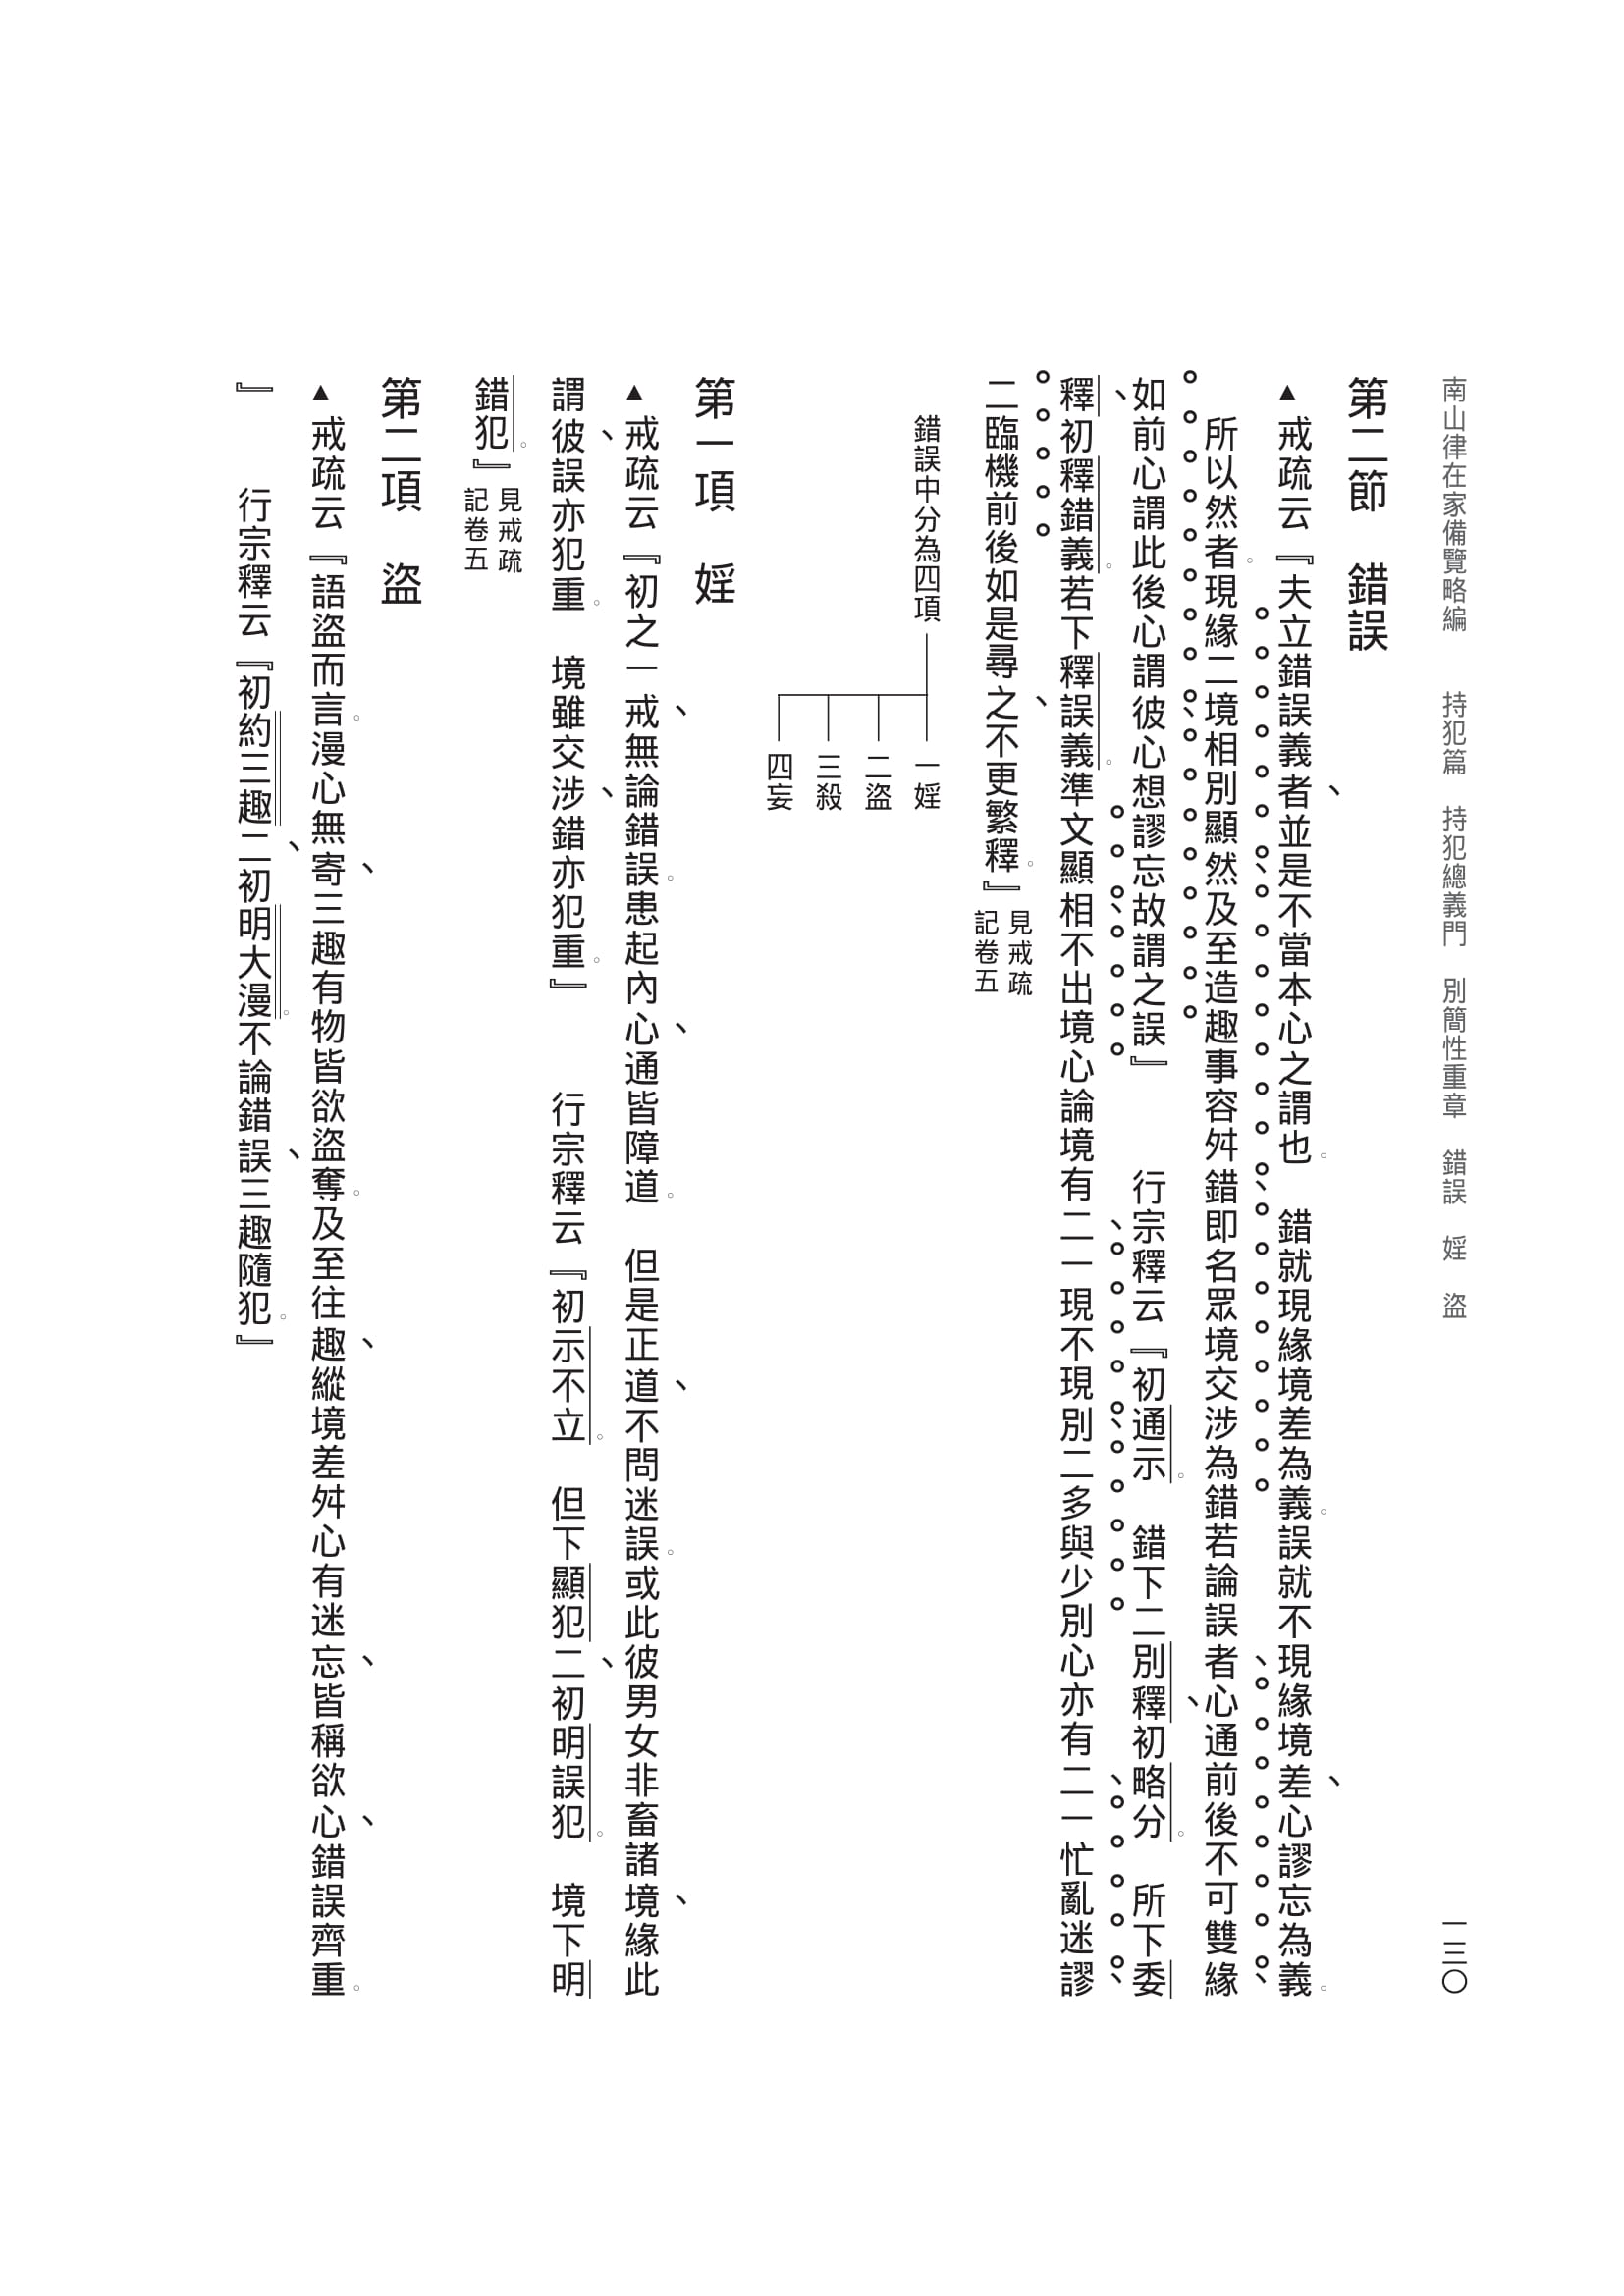 南山律在家備覽略編　　持犯篇　持犯總義門　別簡性重章　錯誤　婬　盜　一三〇
第二節　錯誤
▲戒疏云『夫立錯誤義者、並是不當本心之謂也。　錯就現緣境差為義。誤就不現緣境差、心謬忘為義。
所以然者。現緣二境相別顯然、及至造趣事容舛錯、即名眾境交涉為錯若論誤者、心通前後不可雙緣、
如前心謂此後心謂彼、心想謬忘故謂之誤』　　行宗釋云『初通示。　錯下二別釋、初略分。　所下委
釋、初釋錯義。若下釋誤義。準文顯相、不出境心論境有二、一現不現別、二多與少別心亦有二、一忙亂迷謬、
二臨機前後如是尋之、不更繁釋。』見戒疏記卷五
錯誤中分為四項
一婬
二盜
三殺
四妄
第一項　婬
▲戒疏云『初之一戒、無論錯誤。患起內心、通皆障道。　但是正道、不問迷誤。或此彼男女非畜諸境、緣此
謂彼、誤亦犯重。　境雖交涉、錯亦犯重。』　　行宗釋云『初示不立。　但下顯犯二、初明誤犯。　境下明
錯犯。』見戒疏記卷五
第二項　盜
▲戒疏云『語盜而言。漫心無寄、三趣有物皆欲盜奪。及至往趣、縱境差舛心有迷忘、皆稱欲心、錯誤齊重。
』　　行宗釋云『初約三趣二、初明大漫。不論錯誤、三趣隨犯。』